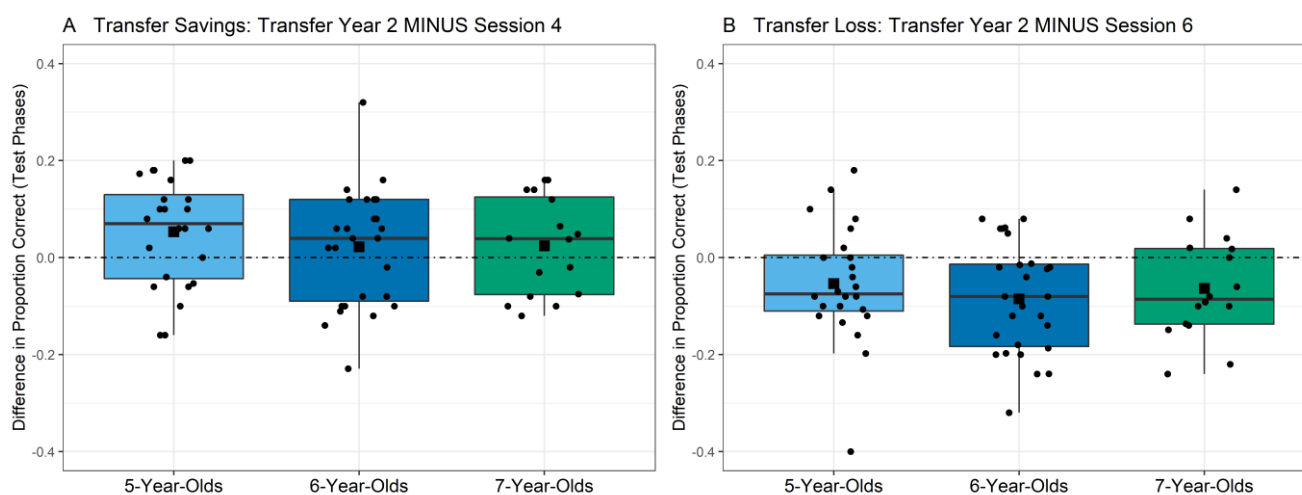 A Transfer Savings: Transfer Year 2 MINUS Session 4
Difference in Proportion Correct (Test Phases)
0.4
0.2
0.0
-0.2
-0.4
5-Year-Olds
6-Year-Olds
7-Year-Olds
B Transfer Loss: Transfer Year 2 MINUS Session 6
Difference in Proportion Correct (Test Phases)
0.4
0.2
0.0
-0.2
-0.4
5-Year-Olds
6-Year-Olds
7-Year-Olds